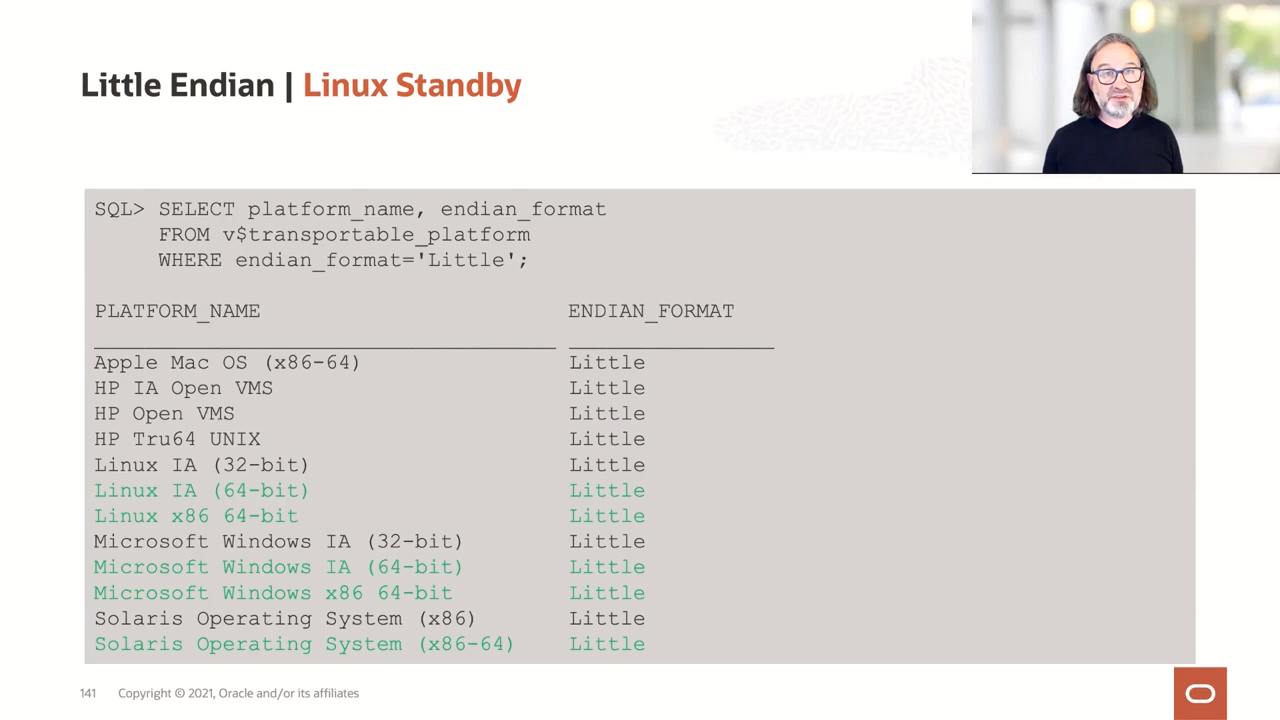 Little Endian | Linux Standby
SQL> SELECT platform_name, endian_format
FROM v$transportable_platform
WHERE endian_format='Little';
PLATFORM_NAME ENDIAN_FORMAT
Apple Mac OS (x86-64) Little
HP IA Open VMS Little
HP Open VMS Little
HP Tru64 UNIX Little
Linux IA (32-bit) Little
Linux IA (64-bit) Little
Linux x86 64-bit Little
Microsoft Windows IA (32-bit) Little
Microsoft Windows IA (64-bit) Little
Microsoft Windows x86 64-bit Little
Solaris Operating System (x86) Little
Solaris Operating System (x86-64) Little
141 Copyright © 2021, Oracle and/or its affiliates